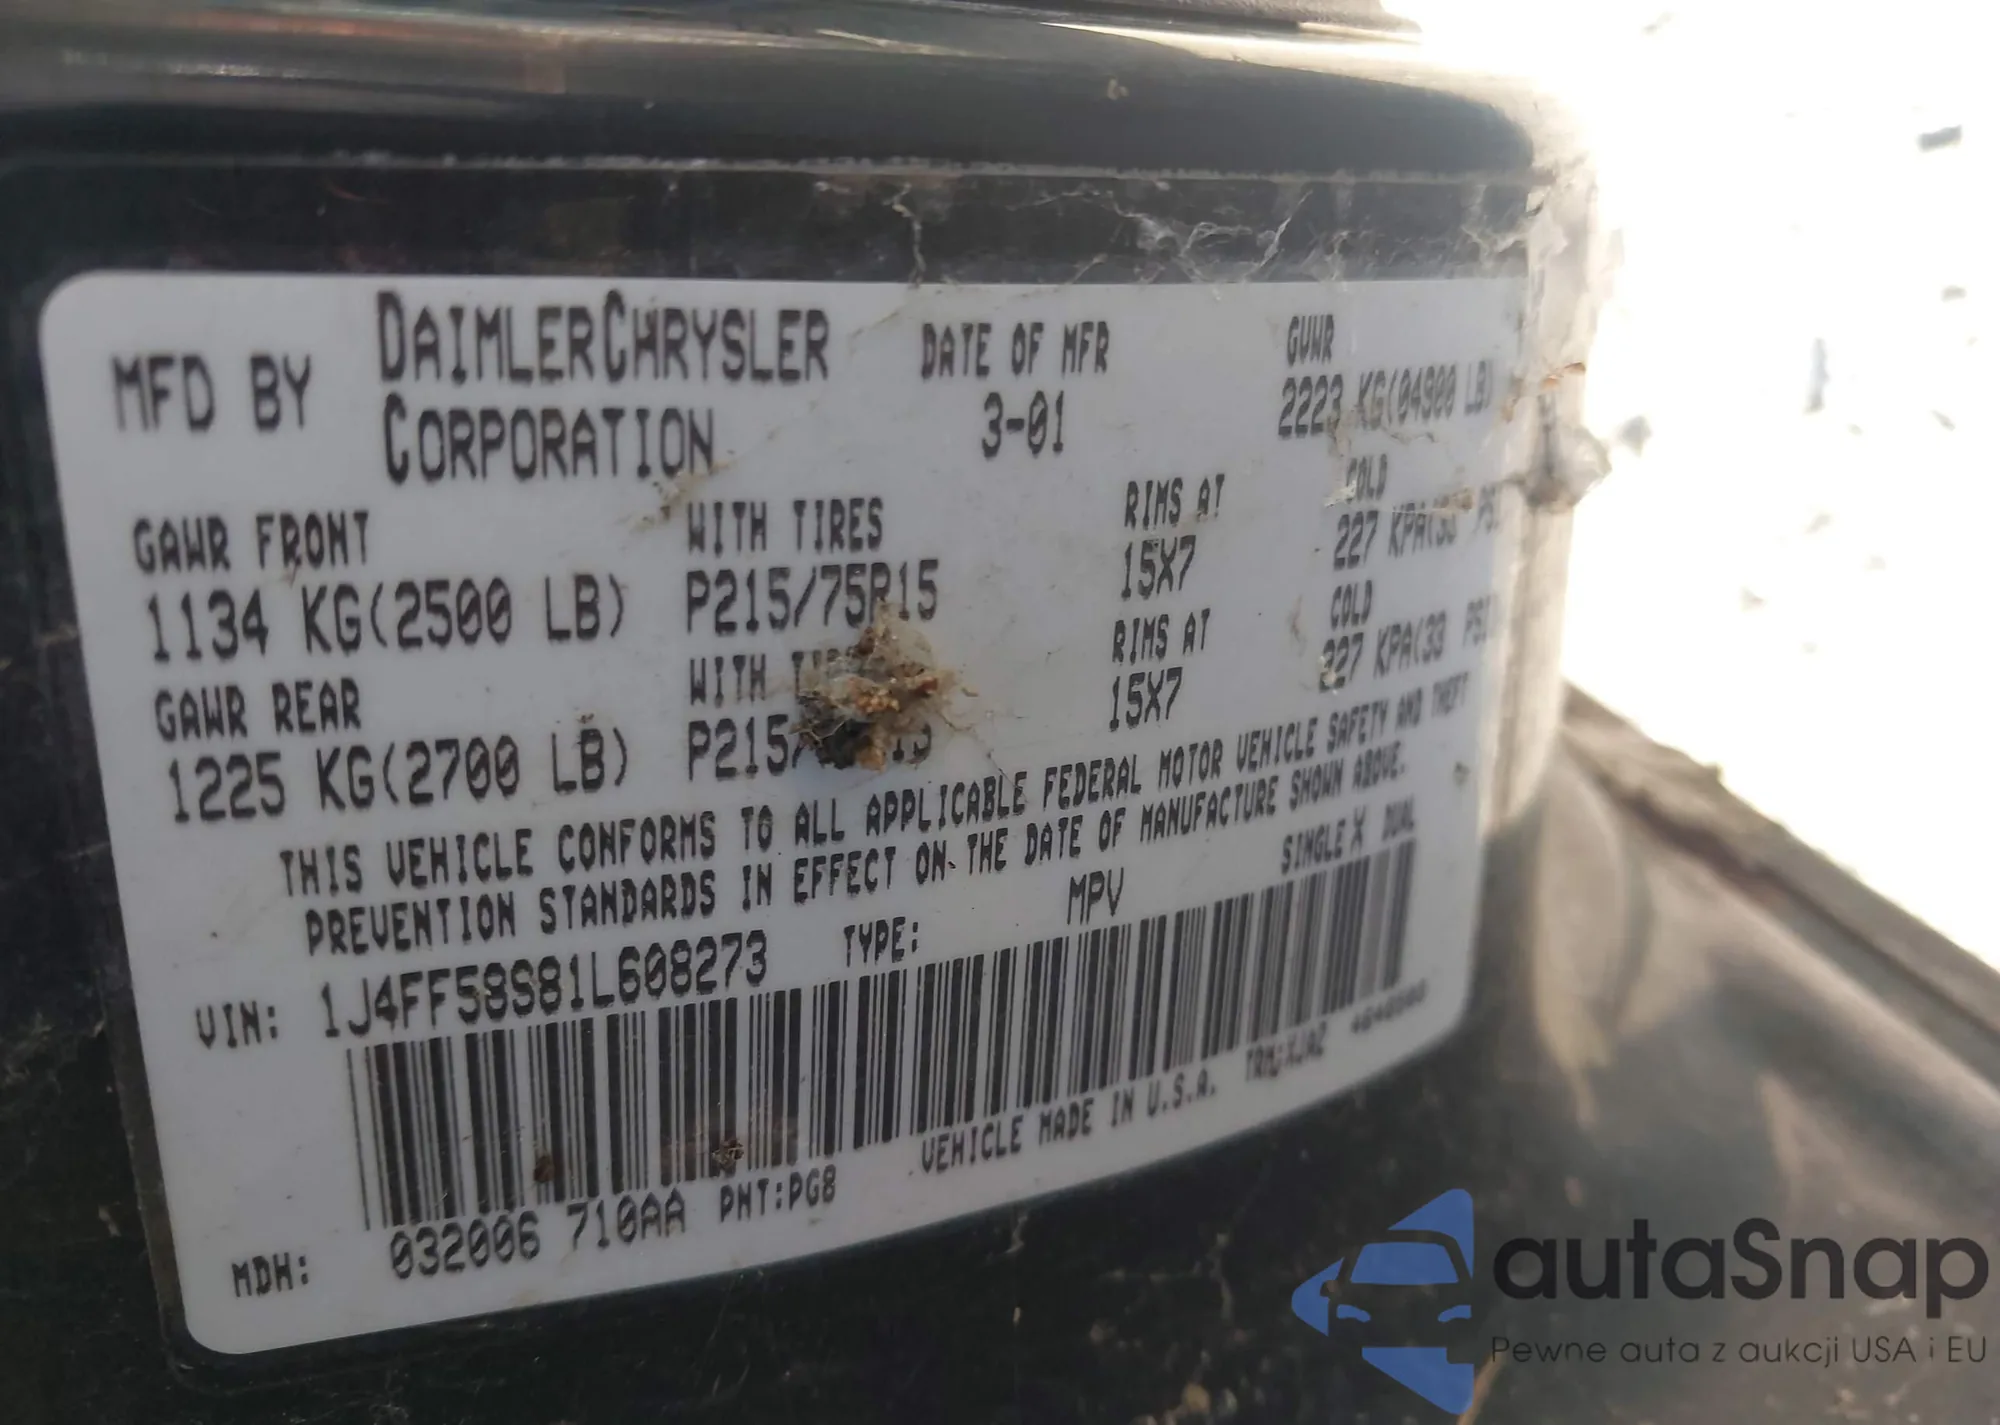 MFD BY DAIMLERCHRYSLER CORPORATION
DATE OF MFR
3-01
GVWR
2223 KG(04900 LB)
GAWR FRONT WITH TIRES RIMS AT COLD
1134 KG(2500 LB) P215/75R15 15X7 227 KPA(33 PSI
GAWR REAR WITH RIMS AT COLD
1225 KG(2700 LB) P215/ 15X7 227 KPA(33 PSI
THIS VEHICLE CONFORMS TO ALL APPLICABLE FEDERAL MOTOR VEHICLE SAFETY AND THEFT
PREVENTION STANDARDS IN EFFECT ON THE DATE OF MANUFACTURE SHOWN ABOVE.
VIN: 1J4FF58S81L608273 TYPE: MPV SINGLE X DUAL
MDH: 032006 710AA PNT:PG8 VEHICLE MADE IN U.S.A.
autaSnap
Pewne auta z aukcji USA i EU